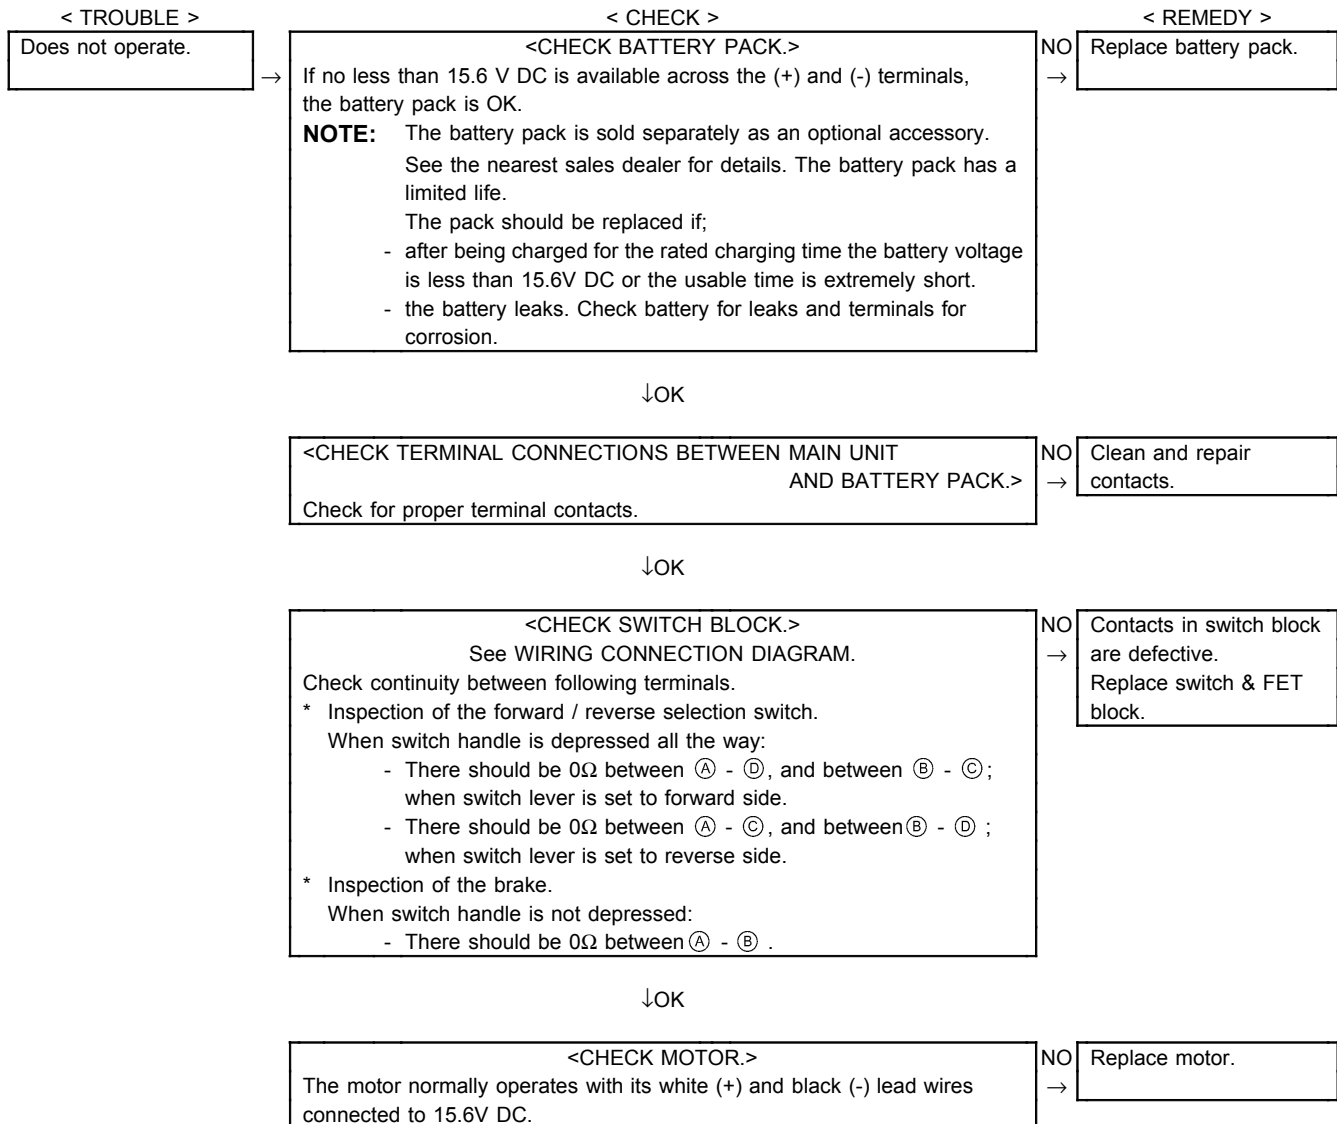 < TROUBLE >
< CHECK >
< REMEDY >
Does not operate.
→
<CHECK BATTERY PACK.>
If no less than 15.6 V DC is available across the (+) and (-) terminals,
the battery pack is OK.
NOTE: The battery pack is sold separately as an optional accessory.
See the nearest sales dealer for details. The battery pack has a
limited life.
The pack should be replaced if;
- after being charged for the rated charging time the battery voltage
is less than 15.6V DC or the usable time is extremely short.
- the battery leaks. Check battery for leaks and terminals for
corrosion.
NO
→
Replace battery pack.
↓OK
<CHECK TERMINAL CONNECTIONS BETWEEN MAIN UNIT
AND BATTERY PACK.>
Check for proper terminal contacts.
NO
→
Clean and repair
contacts.
↓OK
<CHECK SWITCH BLOCK.>
See WIRING CONNECTION DIAGRAM.
Check continuity between following terminals.
* Inspection of the forward / reverse selection switch.
When switch handle is depressed all the way:
- There should be 0Ω between Ⓐ - Ⓓ, and between Ⓑ - Ⓒ;
when switch lever is set to forward side.
- There should be 0Ω between Ⓐ - Ⓒ, and between Ⓑ - Ⓓ ;
when switch lever is set to reverse side.
* Inspection of the brake.
When switch handle is not depressed:
- There should be 0Ω between Ⓐ - Ⓑ .
NO
→
Contacts in switch block
are defective.
Replace switch & FET
block.
↓OK
<CHECK MOTOR.>
The motor normally operates with its white (+) and black (-) lead wires
connected to 15.6V DC.
NO
→
Replace motor.